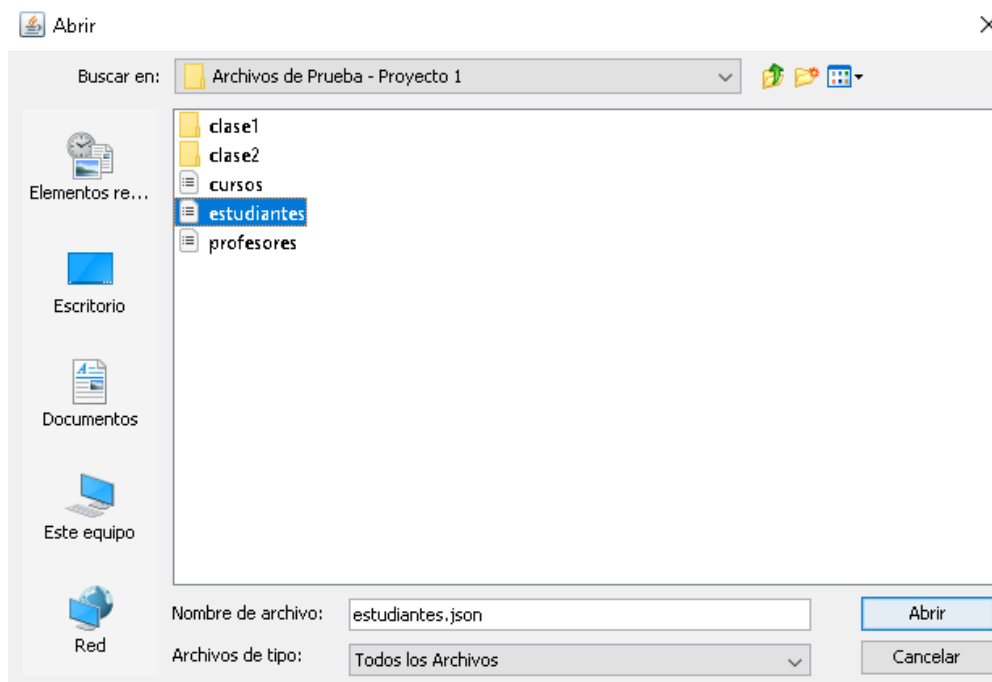 Abrir
Buscar en:
Archivos de Prueba - Proyecto 1
Elementos re...
Escritorio
Documentos
Este equipo
Red
clase1
clase2
cursos
estudiantes
profesores
Nombre de archivo:
estudiantes.json
Abrir
Archivos de tipo:
Todos los Archivos
Cancelar